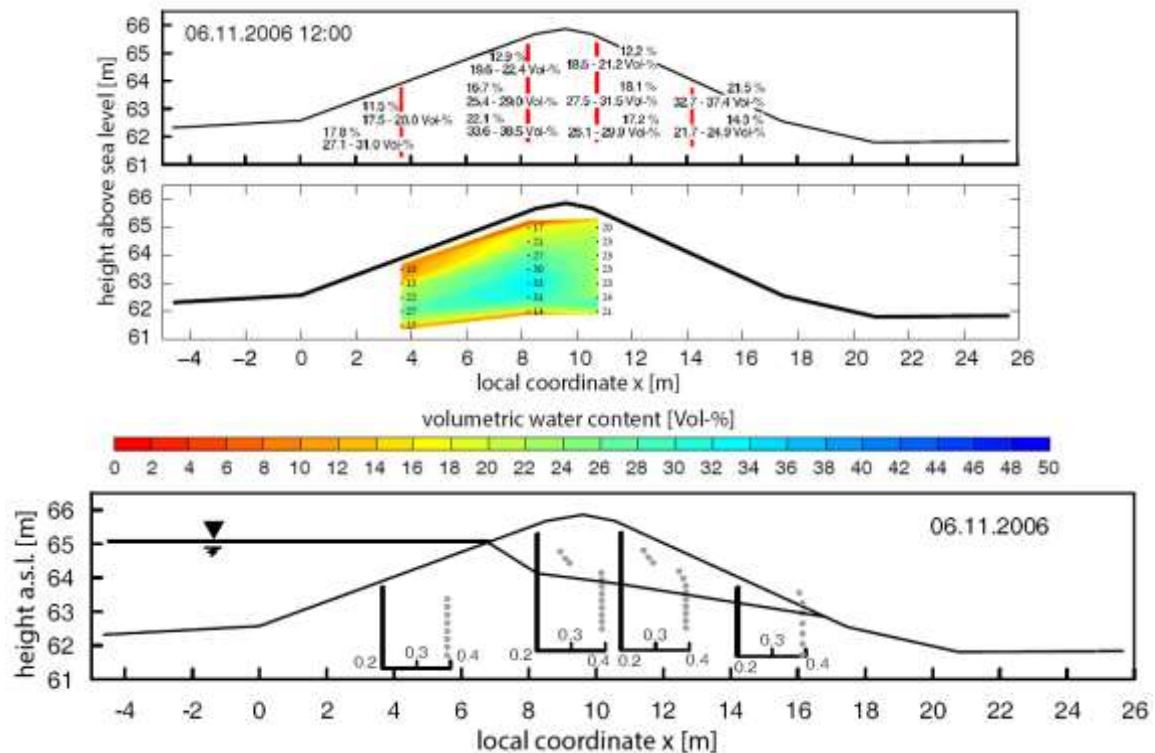 height above sea level [m]
66
65
64
63
62
61
06.11.2006 12:00
11.5 %
17.5 - 20.0 Vol-%
17.8 %
27.1 - 31.0 Vol-%
12.9 %
19.6 - 22.4 Vol-%
16.7 %
25.4 - 29.0 Vol-%
22.1 %
33.6 - 38.5 Vol-%
12.2 %
18.5 - 21.2 Vol-%
18.1 %
27.5 - 31.5 Vol-%
17.2 %
26.1 - 29.9 Vol-%
21.5 %
32.7 - 37.4 Vol-%
14.3 %
21.7 - 24.9 Vol-%
66
65
64
63
62
61
17
14
20
−4 −2 0 2 4 6 8 10 12 14 16 18 20 22 24 26
local coordinate x [m]
volumetric water content [Vol-%]
0 2 4 6 8 10 12 14 16 18 20 22 24 26 28 30 32 34 36 38 40 42 44 46 48 50
height a.s.l. [m]
66
65
64
63
62
61
06.11.2006
0.2 0.3 0.4
0.2 0.3 0.4
0.2 0.3 0.4
0.2 0.3 0.4
-4 -2 0 2 4 6 8 10 12 14 16 18 20 22 24 26
local coordinate x [m]